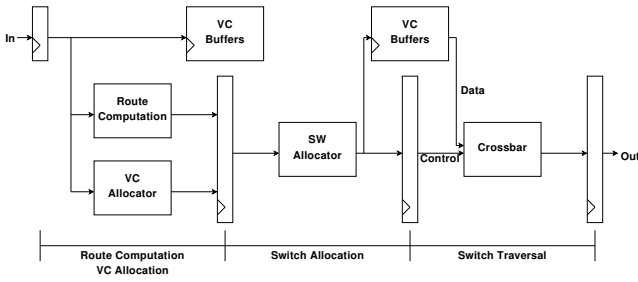 In
VC
Buffers
VC
Buffers
Route
Computation
VC
Allocator
SW
Allocator
Data
Control
Crossbar
Out
Route Computation
VC Allocation
Switch Allocation
Switch Traversal